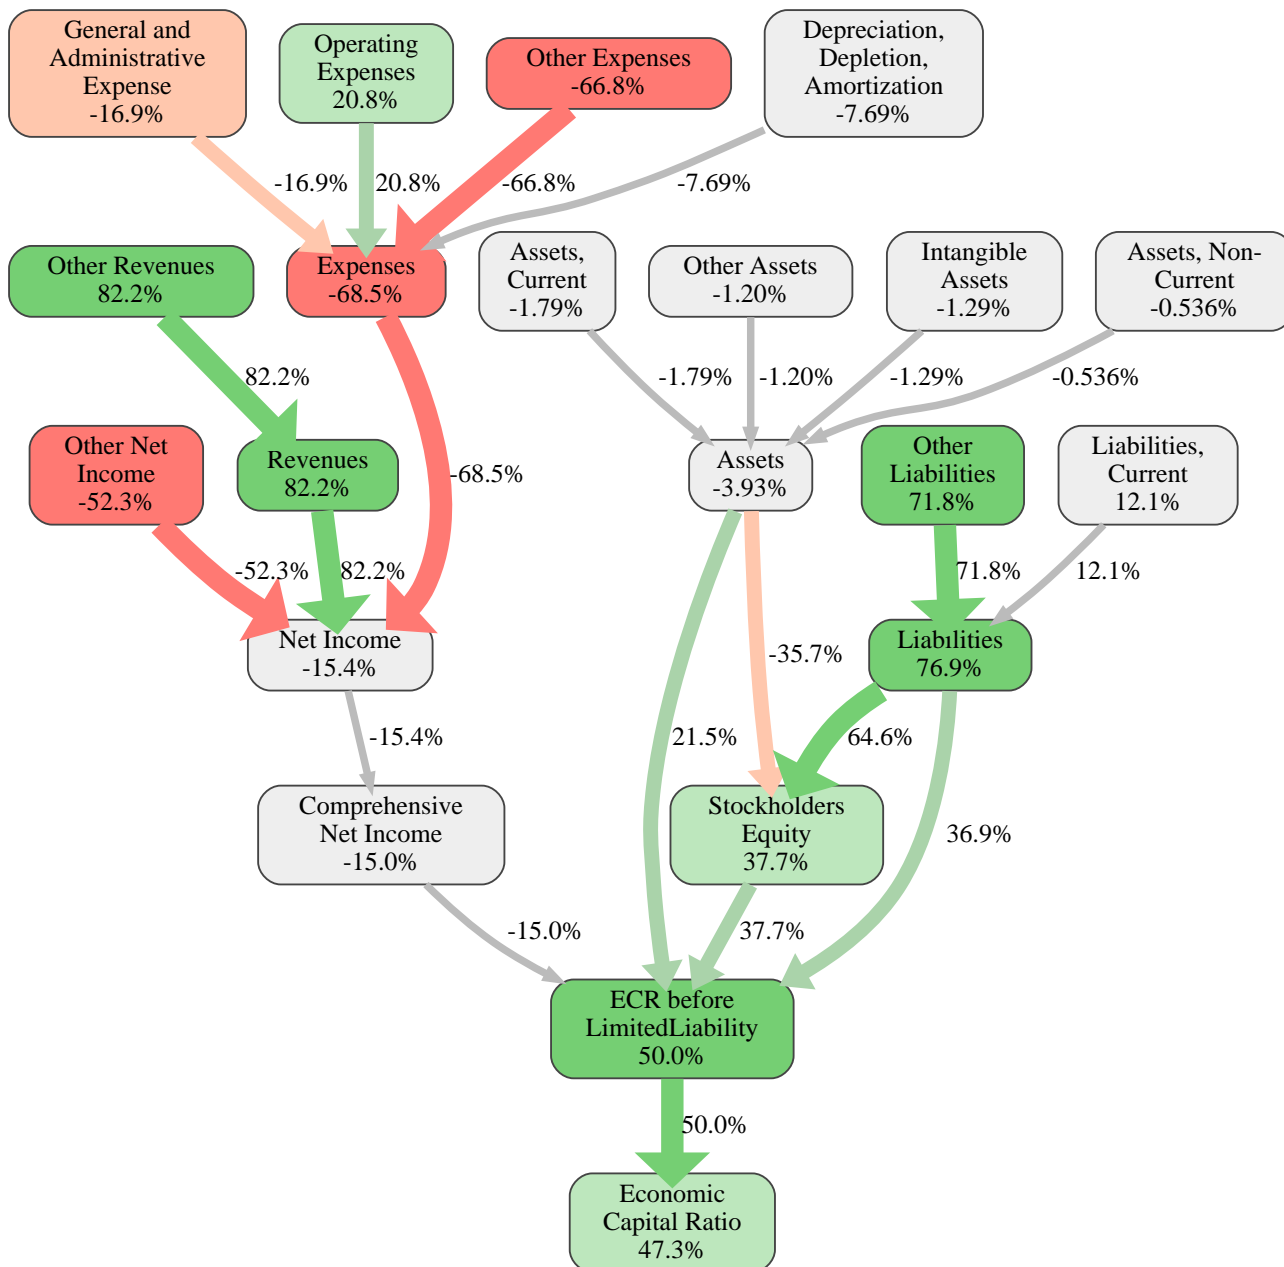 General and
Administrative
Expense
-16.9%
Operating
Expenses
20.8%
Other Expenses
-66.8%
Depreciation,
Depletion,
Amortization
-7.69%
-16.9%
20.8%
-66.8%
-7.69%
Other Revenues
82.2%
Expenses
-68.5%
Assets,
Current
-1.79%
Other Assets
-1.20%
Intangible
Assets
-1.29%
Assets, Non-
Current
-0.536%
82.2%
-1.79%
-1.20%
-1.29%
-0.536%
Other Net
Income
-52.3%
Revenues
82.2%
-68.5%
Assets
-3.93%
Other
Liabilities
71.8%
Liabilities,
Current
12.1%
-52.3%
82.2%
71.8%
12.1%
Net Income
-15.4%
-35.7%
Liabilities
76.9%
-15.4%
21.5%
64.6%
Comprehensive
Net Income
-15.0%
Stockholders
Equity
37.7%
36.9%
-15.0%
37.7%
ECR before
LimitedLiability
50.0%
50.0%
Economic
Capital Ratio
47.3%